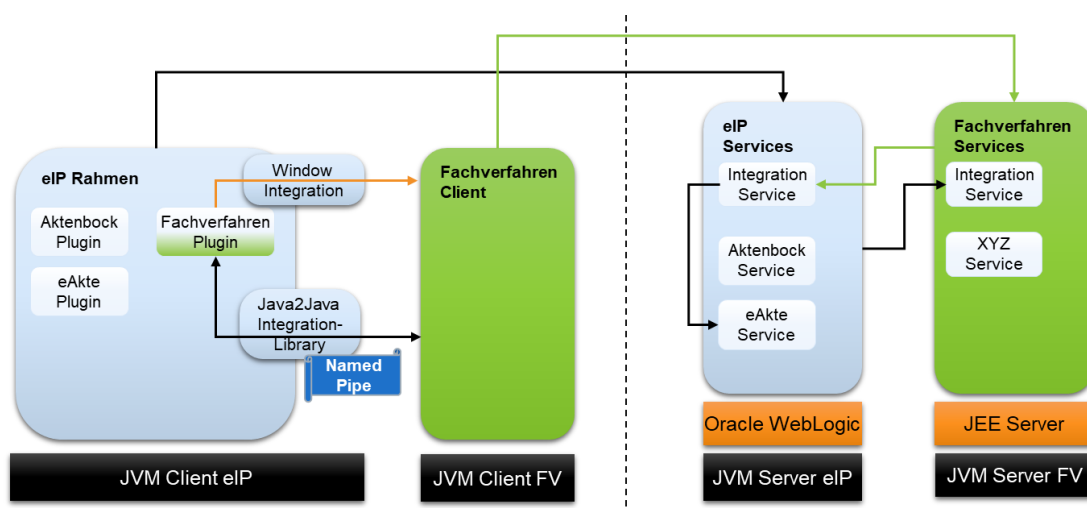 eIP Rahmen
Aktenbock
Plugin
eAkte
Plugin
Fachverfahren
Plugin
Window
Integration
Java2Java
Integration-
Library
Named
Pipe
Fachverfahren
Client
JVM Client eIP
JVM Client FV
eIP
Services
Integration
Service
Aktenbock
Service
eAkte
Service
Oracle WebLogic
JVM Server eIP
Fachverfahren
Services
Integration
Service
XYZ
Service
JEE Server
JVM Server FV